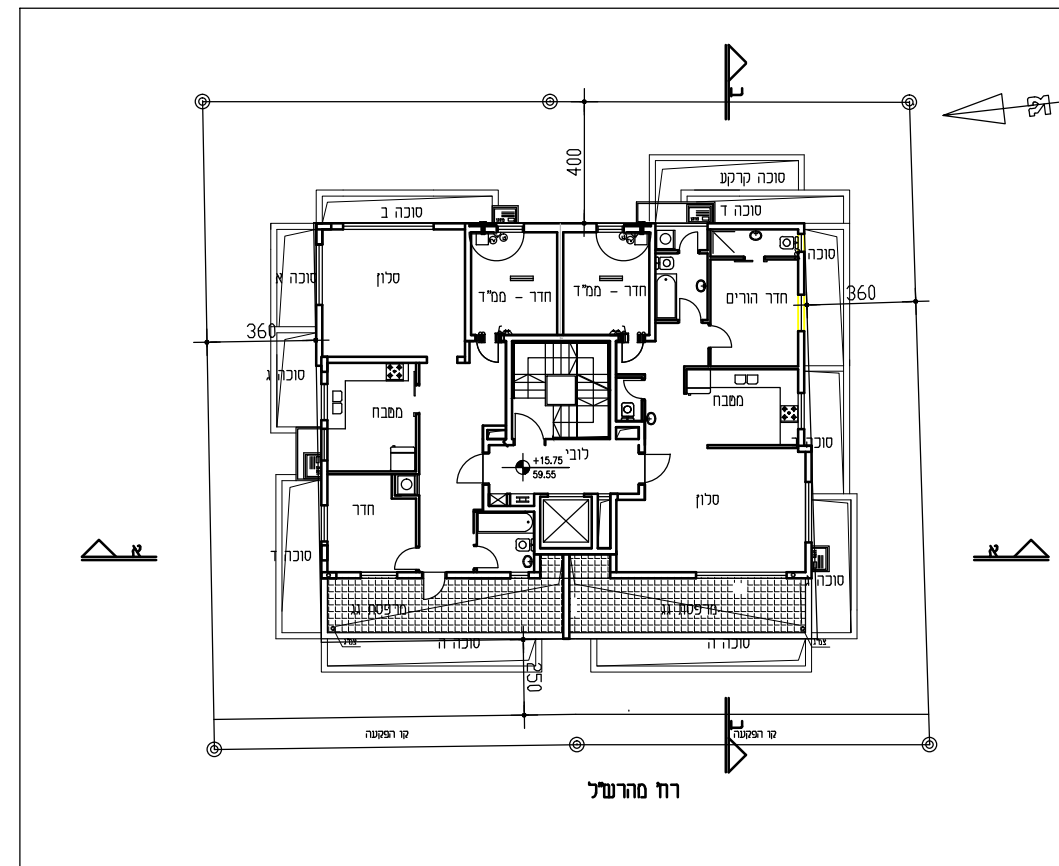 400
סוכה קרקע
סוכה ב
סוכה ד
סוכה א
סלון
חדר – ממ"ד
חדר – ממ"ד
חדר הורים
סוכה
360
360
סוכה ג
מטבח
מטבח
סוכה
לובי
+15.75
59.55
סלון
חדר
א
א
סוכה ד
סוכה
מרפסת גג
מרפסת גג
סוכה ה
סוכה ה
250
קו הפקעה
קו הפקעה
רח' מהרש"ל